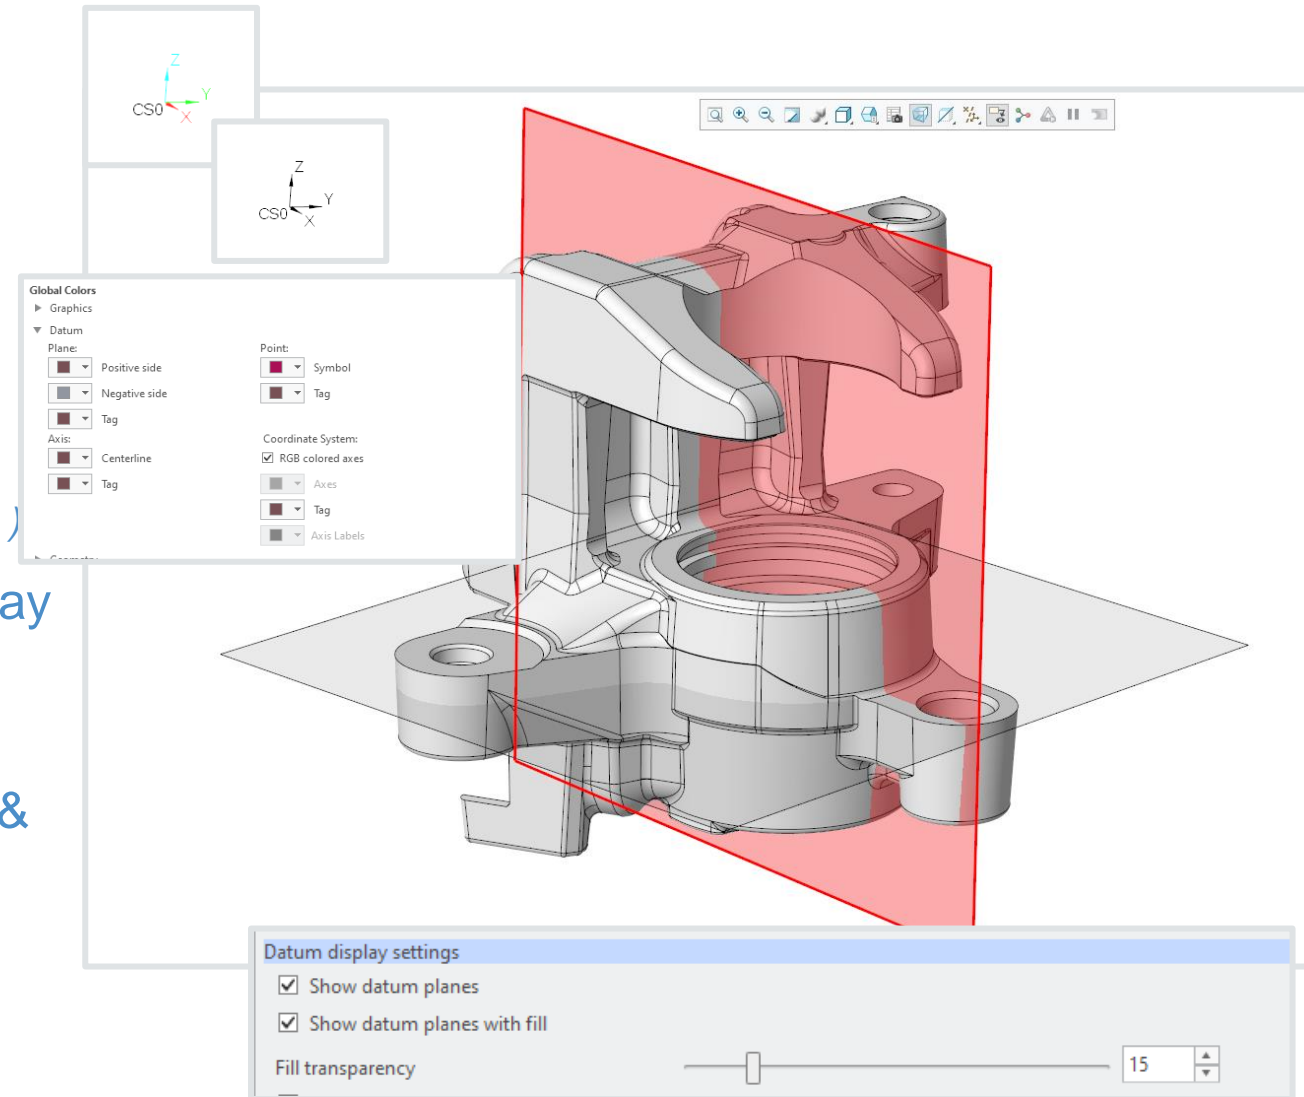 Z
Y
CS0
X
Z
Y
CS0
X
Global Colors
Graphics
Datum
Plane:
Positive side
Negative side
Tag
Axis:
Centerline
Tag
Point:
Symbol
Tag
Coordinate System:
RGB colored axes
Axes
Tag
Axis Labels
)
ay
&
Datum display settings
Show datum planes
Show datum planes with fill
Fill transparency
15